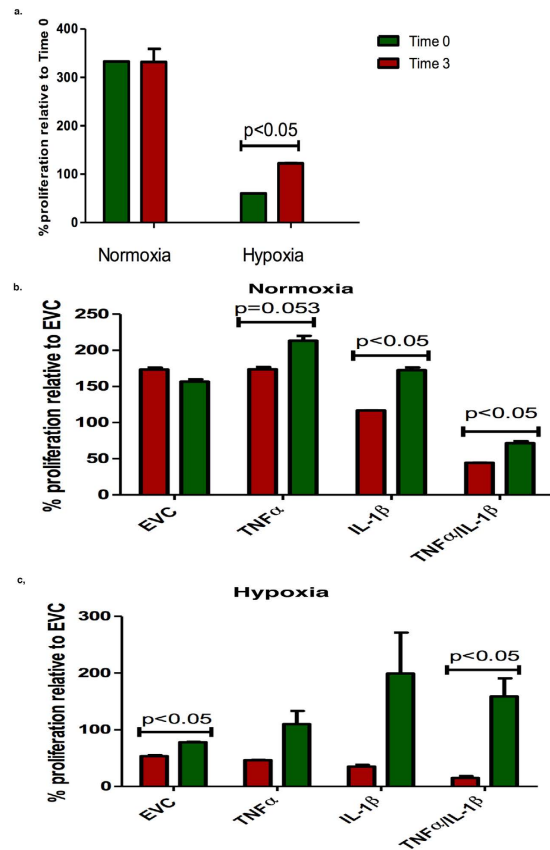 a.
%proliferation relative to Time 0
400
300
200
100
0
Time 0
Time 3
p<0.05
Normoxia
Hypoxia
b.
Normoxia
% proliferation relative to EVC
250
200
150
100
50
0
p=0.053
p<0.05
p<0.05
EVC
TNFα
IL-1β
TNFα/IL-1β
c,
Hypoxia
% proliferation relative to EVC
300
200
100
0
p<0.05
p<0.05
EVC
TNFα
IL-1β
TNFα/IL-1β